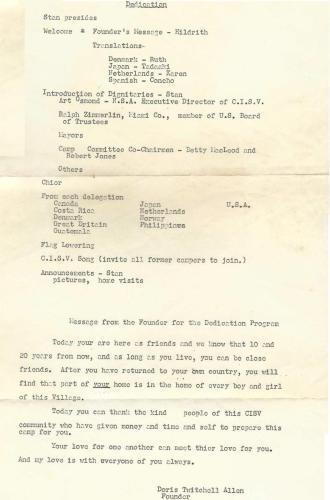 Dedication
Stan presides
Welcome & Founder's Message - Hildrith
Translations-
Denmark - Ruth
Japan - Tadaaki
Netherlands - Karen
Spanish - Concho
Introduction of Dignitaries - Stan
Art Osmond - N.S.A. Executive Director of C.I.S.V.
Ralph Zimmerlin, Miami Co., member of U.S. Board
of Trustees
Mayors
Camp Committee Co-Chairmen - Betty MacLeod and
Robert Jones
Others
Chior
From each delegation
Canada Japan U.S.A.
Costa Rica Netherlands
Denmark Norway
Great Britain Philippines
Guatemala
Flag Lowering
C.I.S.V. Song (invite all former campers to join.)
Announcements - Stan
pictures, home visits
Message from the Founder for the Dedication Program
Today your are here as friends and we know that 10 and
20 years from now, and as long as you live, you can be close
friends. After you have returned to your own country, you will
find that part of your home is in the home of every boy and girl
of this Village.
Today you can thank the kind people of this CISV
community who have given money and time and self to prepare this
camp for you.
Your love for one another can meet thier love for you.
And my love is with everyone of you always.
Doris Twitchell Allen
Founder